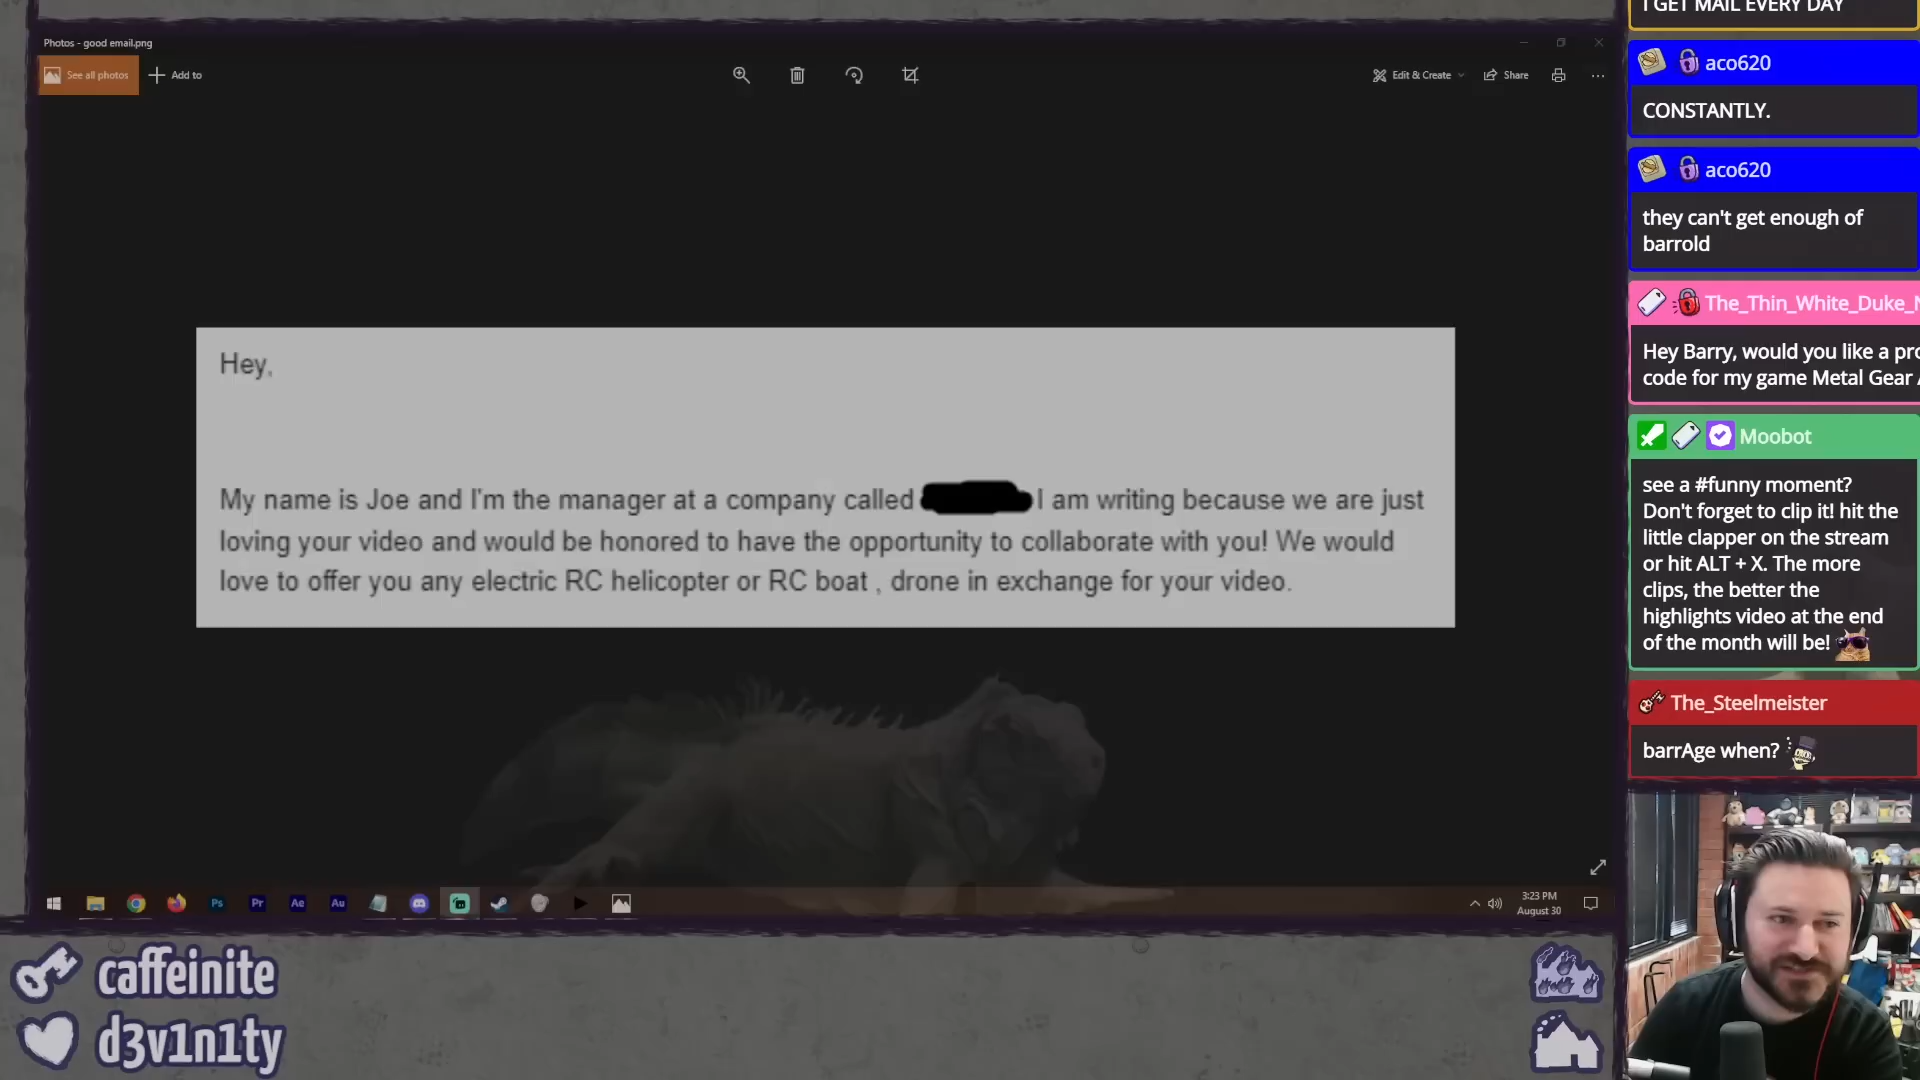 Photos - good email.png
See all photos
Add to
Edit & Create
Share
Hey,
My name is Joe and I'm the manager at a company called I am writing because we are just
loving your video and would be honored to have the opportunity to collaborate with you! We would
love to offer you any electric RC helicopter or RC boat , drone in exchange for your video.
Ps
Pr
Ae
Au
3:23 PM
August 30
caffeinite
d3v1n1ty
I GET MAIL EVERY DAY
aco620
CONSTANTLY.
aco620
they can't get enough of
barrold
The_Thin_White_Duke_
Hey Barry, would you like a
code for my game Metal Gear
Moobot
see a #funny moment?
Don't forget to clip it! hit the
little clapper on the stream
or hit ALT + X. The more
clips, the better the
highlights video at the end
of the month will be!
The_Steelmeister
barrAge when?